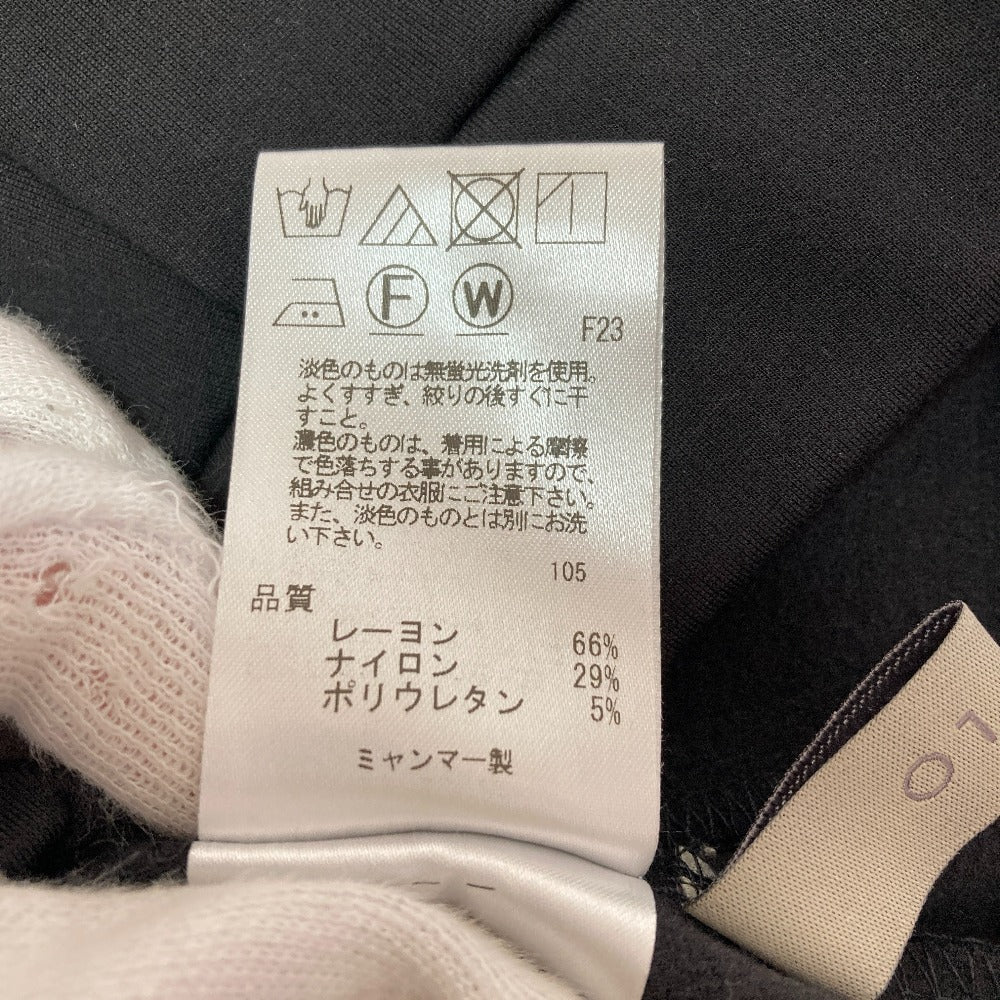 F W
F23
淡色のものは無蛍光洗剤を使用。
よくすすぎ、絞りの後すぐに干
すこと。
濃色のものは、着用による摩擦
で色落ちする事がありますので、
組み合せの衣服にご注意下さい。
また、淡色のものとは別にお洗
い下さい。
105
品質
レーヨン 66%
ナイロン 29%
ポリウレタン 5%
ミャンマー製